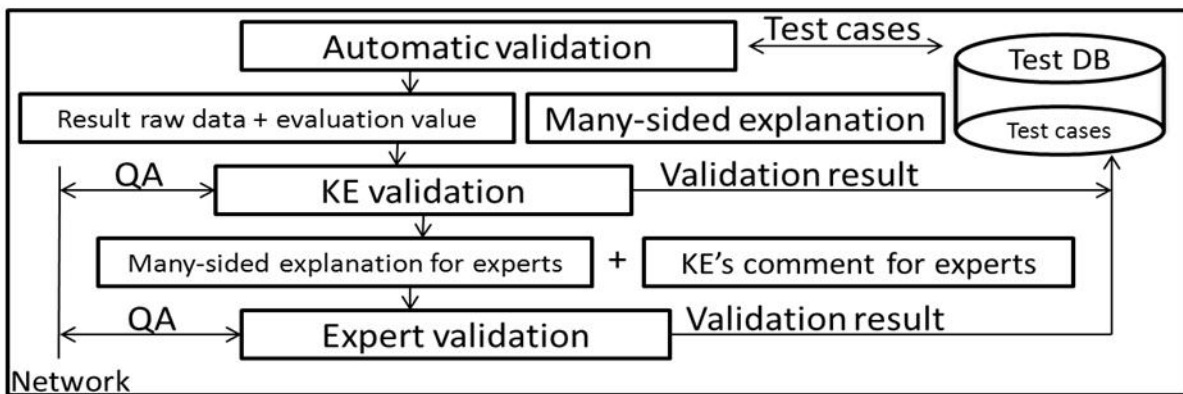 Automatic validation
Test cases
Test DB
Test cases
Result raw data + evaluation value
Many-sided explanation
QA
KE validation
Validation result
Many-sided explanation for experts
+
KE's comment for experts
QA
Expert validation
Validation result
Network